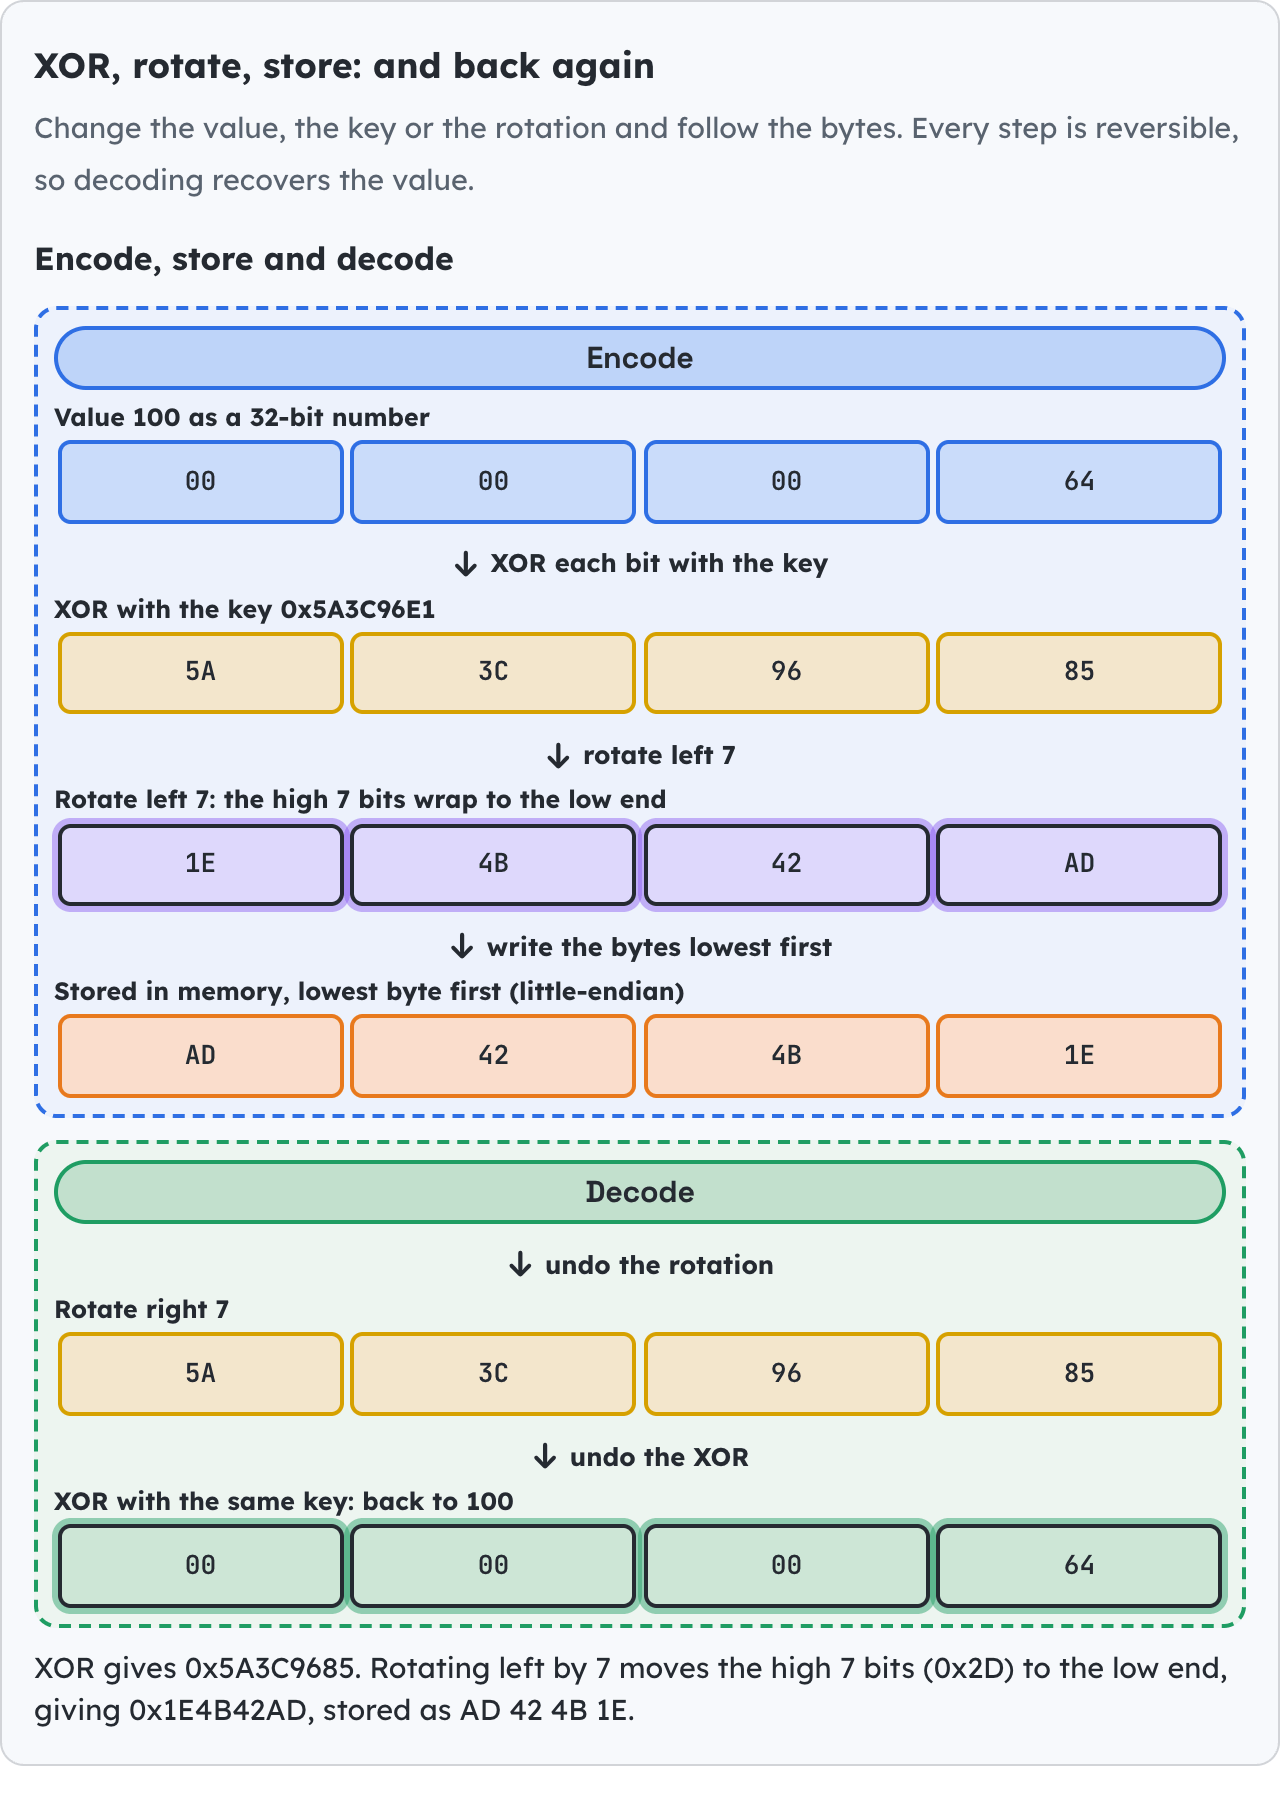 XOR, rotate, store: and back again
Change the value, the key or the rotation and follow the bytes. Every step is reversible,
so decoding recovers the value.
Encode, store and decode
Encode
Value 100 as a 32-bit number
00 00 00 64
↓ XOR each bit with the key
XOR with the key 0x5A3C96E1
5A 3C 96 85
↓ rotate left 7
Rotate left 7: the high 7 bits wrap to the low end
1E 4B 42 AD
↓ write the bytes lowest first
Stored in memory, lowest byte first (little-endian)
AD 42 4B 1E
Decode
↓ undo the rotation
Rotate right 7
5A 3C 96 85
↓ undo the XOR
XOR with the same key: back to 100
00 00 00 64
XOR gives 0x5A3C9685. Rotating left by 7 moves the high 7 bits (0x2D) to the low end,
giving 0x1E4B42AD, stored as AD 42 4B 1E.